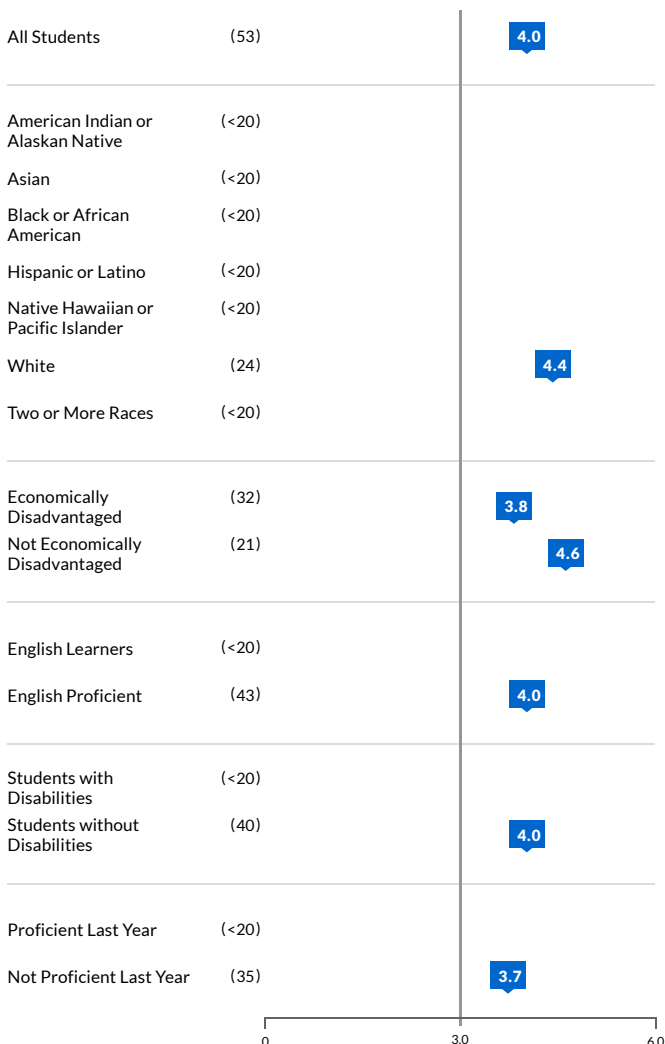 All Students (53) 4.0
American Indian or (<20)
Alaskan Native
Asian (<20)
Black or African (<20)
American
Hispanic or Latino (<20)
Native Hawaiian or (<20)
Pacific Islander
White (24) 4.4
Two or More Races (<20)
Economically (32) 3.8
Disadvantaged
Not Economically (21) 4.6
Disadvantaged
English Learners (<20)
English Proficient (43) 4.0
Students with (<20)
Disabilities
Students without (40) 4.0
Disabilities
Proficient Last Year (<20)
Not Proficient Last Year (35) 3.7
0 3.0 6.0